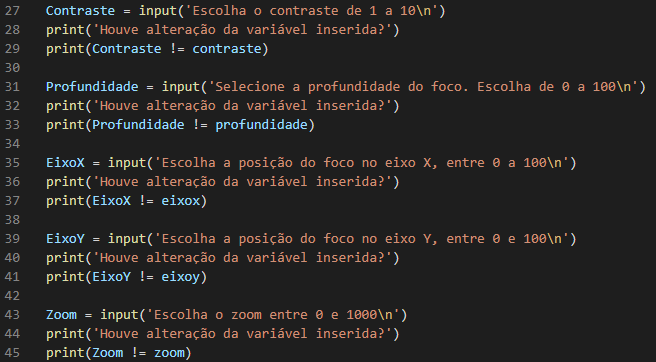 27 Contraste = input('Escolha o contraste de 1 a 10\n')
28 print('Houve alteração da variável inserida?')
29 print(Contraste != contraste)
30
31 Profundidade = input('Selecione a profundidade do foco. Escolha de 0 a 100\n')
32 print('Houve alteração da variável inserida?')
33 print(Profundidade != profundidade)
34
35 EixoX = input('Escolha a posição do foco no eixo X, entre 0 a 100\n')
36 print('Houve alteração da variável inserida?')
37 print(EixoX != eixox)
38
39 EixoY = input('Escolha a posição do foco no eixo Y, entre 0 e 100\n')
40 print('Houve alteração da variável inserida?')
41 print(EixoY != eixoy)
42
43 Zoom = input('Escolha o zoom entre 0 e 1000\n')
44 print('Houve alteração da variável inserida?')
45 print(Zoom != zoom)